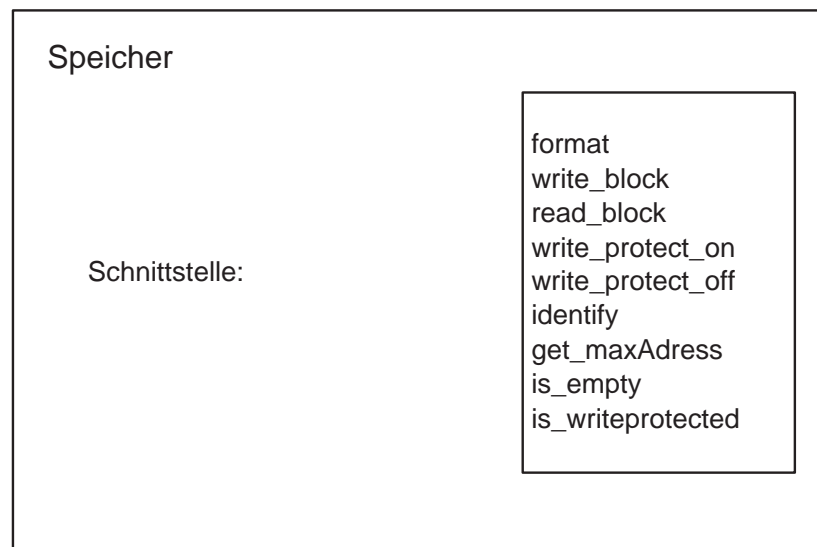 Speicher
Schnittstelle:
format
write_block
read_block
write_protect_on
write_protect_off
identify
get_maxAdress
is_empty
is_writeprotected